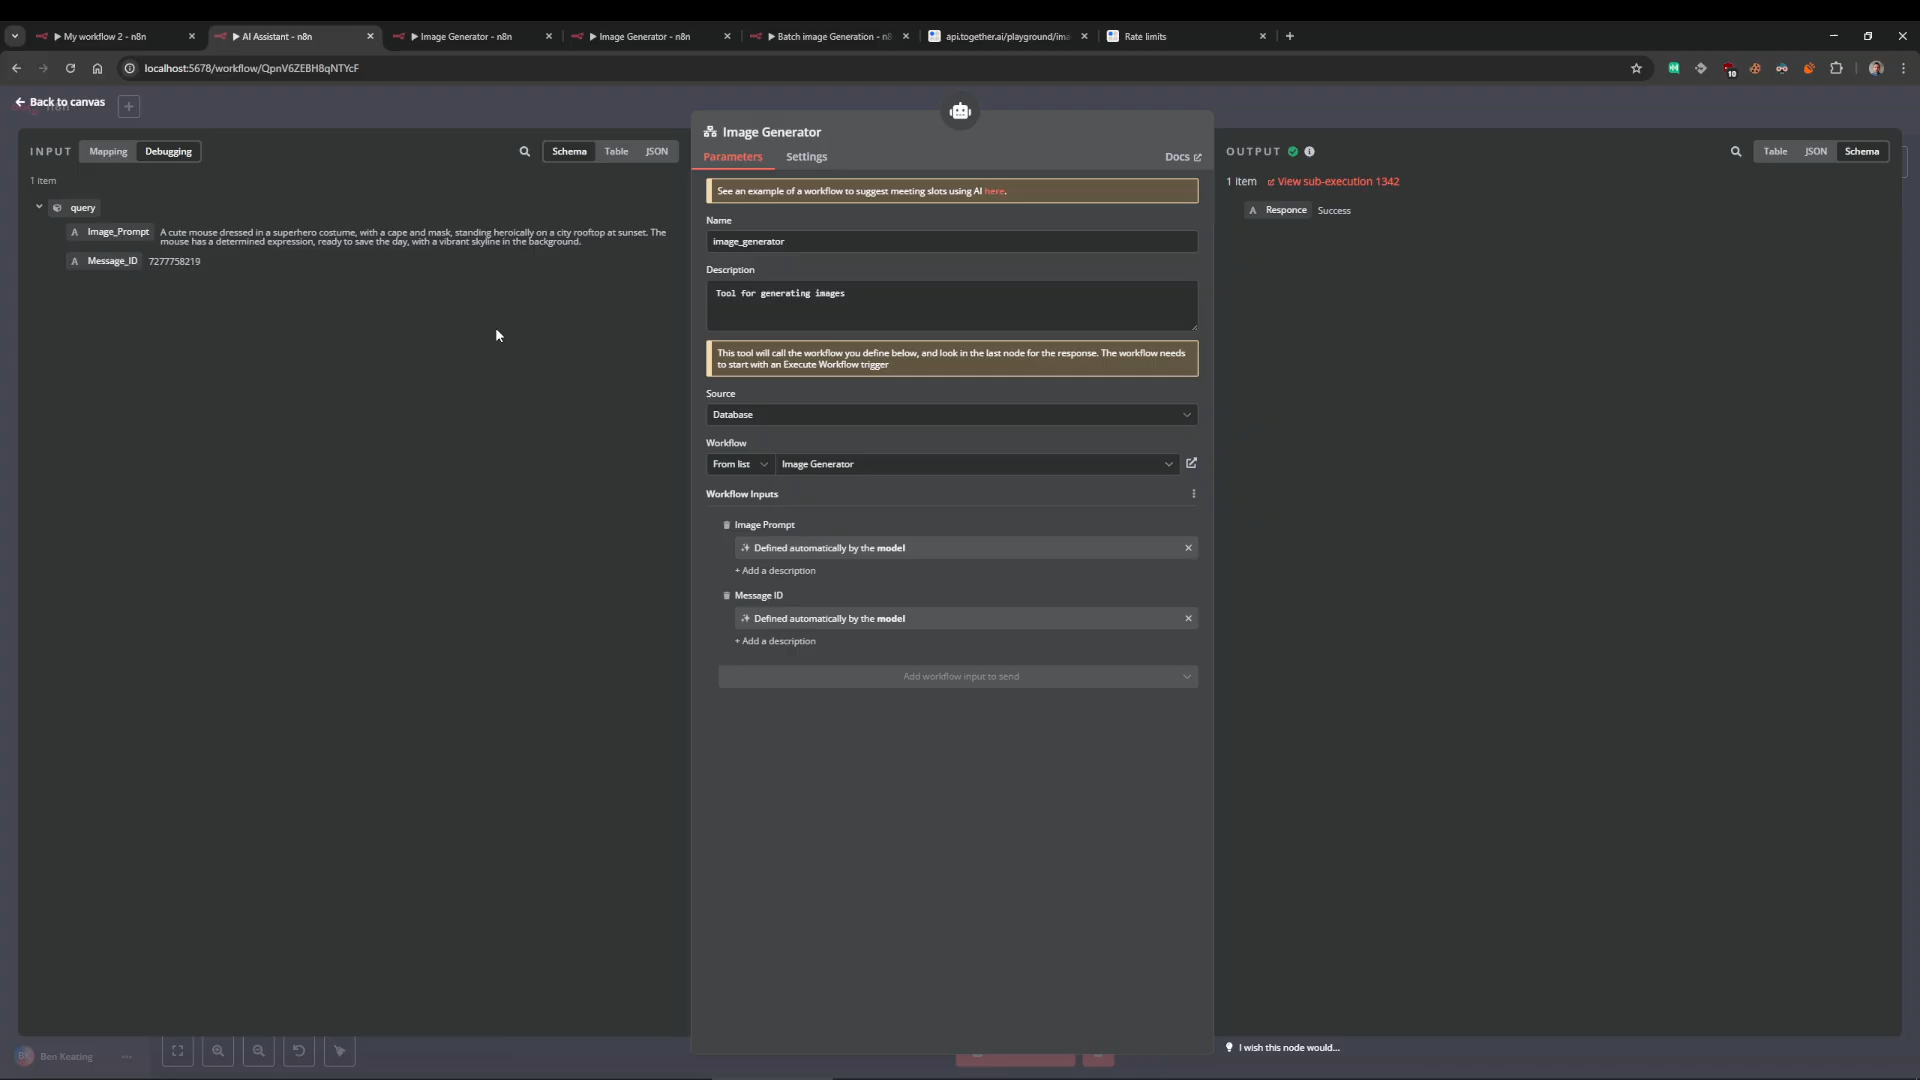 My workflow 2 - n8n
AI Assistant - n8n
Image Generator - n8n
Image Generator - n8n
Batch image Generation - n8
api.together.ai/playground/ima
Rate limits
localhost:5678/workflow/QpnV6ZEBH8qNTYcF
10
Back to canvas
INPUT
Mapping
Debugging
Schema
Table
JSON
1 item
query
A Image_Prompt A cute mouse dressed in a superhero costume, with a cape and mask, standing heroically on a city rooftop at sunset. The
mouse has a determined expression, ready to save the day, with a vibrant skyline in the background.
A Message_ID 7277758219
Image Generator
Parameters
Settings
Docs
See an example of a workflow to suggest meeting slots using AI here.
Name
image_generator
Description
Tool for generating images
This tool will call the workflow you define below, and look in the last node for the response. The workflow needs
to start with an Execute Workflow trigger
Source
Database
Workflow
From list
Image Generator
Workflow Inputs
Image Prompt
Defined automatically by the model
+ Add a description
Message ID
Defined automatically by the model
+ Add a description
Add workflow input to send
OUTPUT
Table
JSON
Schema
1 item View sub-execution 1342
A Responce Success
BK Ben Keating
I wish this node would...